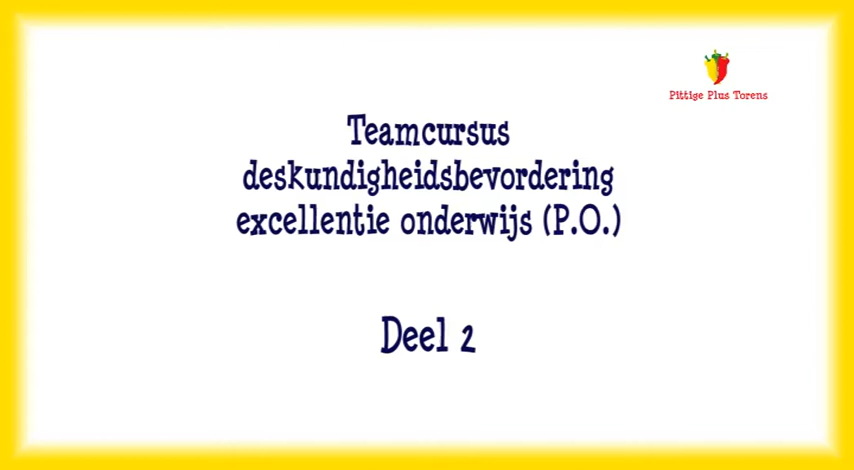 Pittige Plus Torens
Teamcursus
deskundigheidsbevordering
excellentie onderwijs (P.O.)
Deel 2